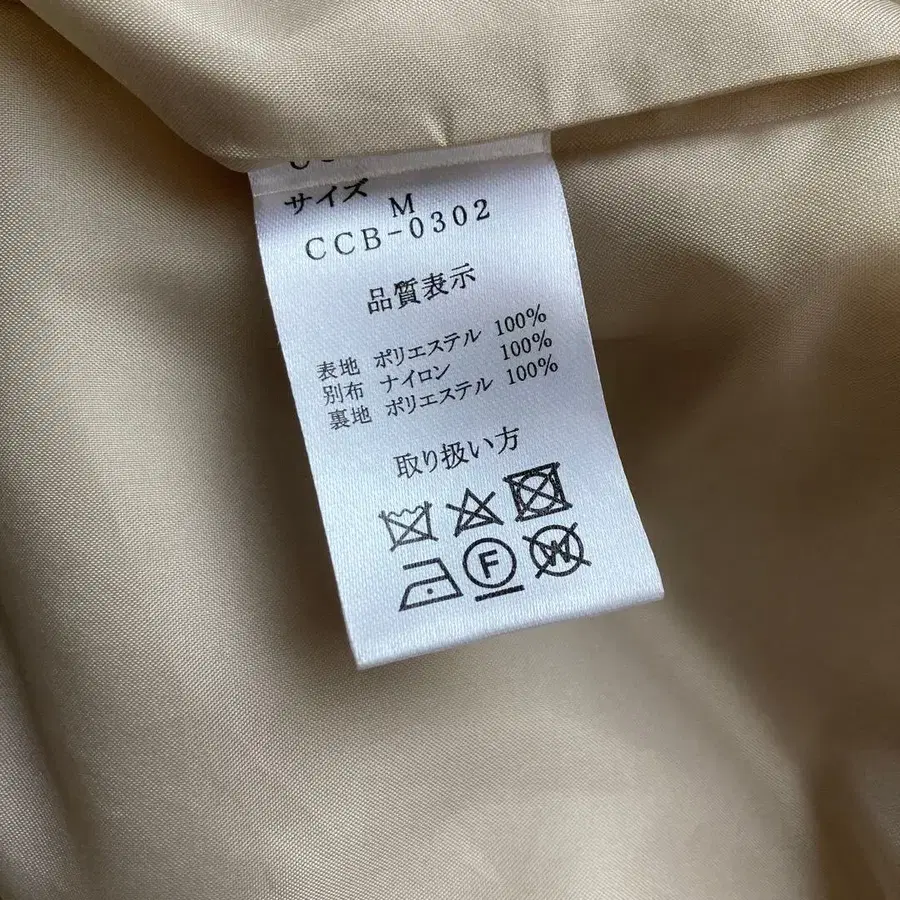 サイズ M
CCB-0302
品質表示
表地 ポリエステル 100%
別布 ナイロン 100%
裏地 ポリエステル 100%
取り扱い方
F W